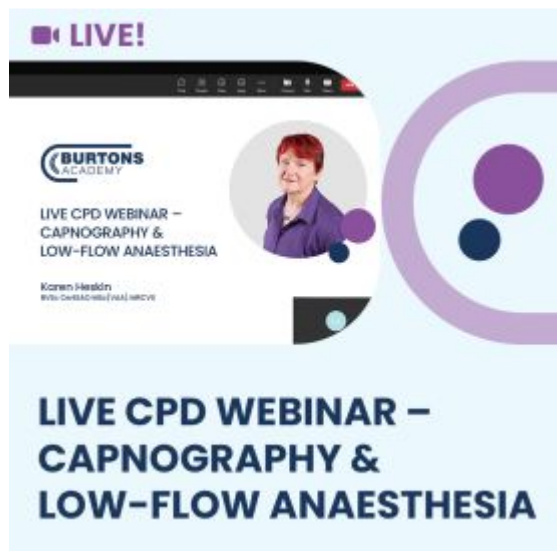 LIVE!
BURTONS
ACADEMY
LIVE CPD WEBINAR –
CAPNOGRAPHY &
LOW-FLOW ANAESTHESIA
Karen Heskin
LIVE CPD WEBINAR –
CAPNOGRAPHY &
LOW-FLOW ANAESTHESIA